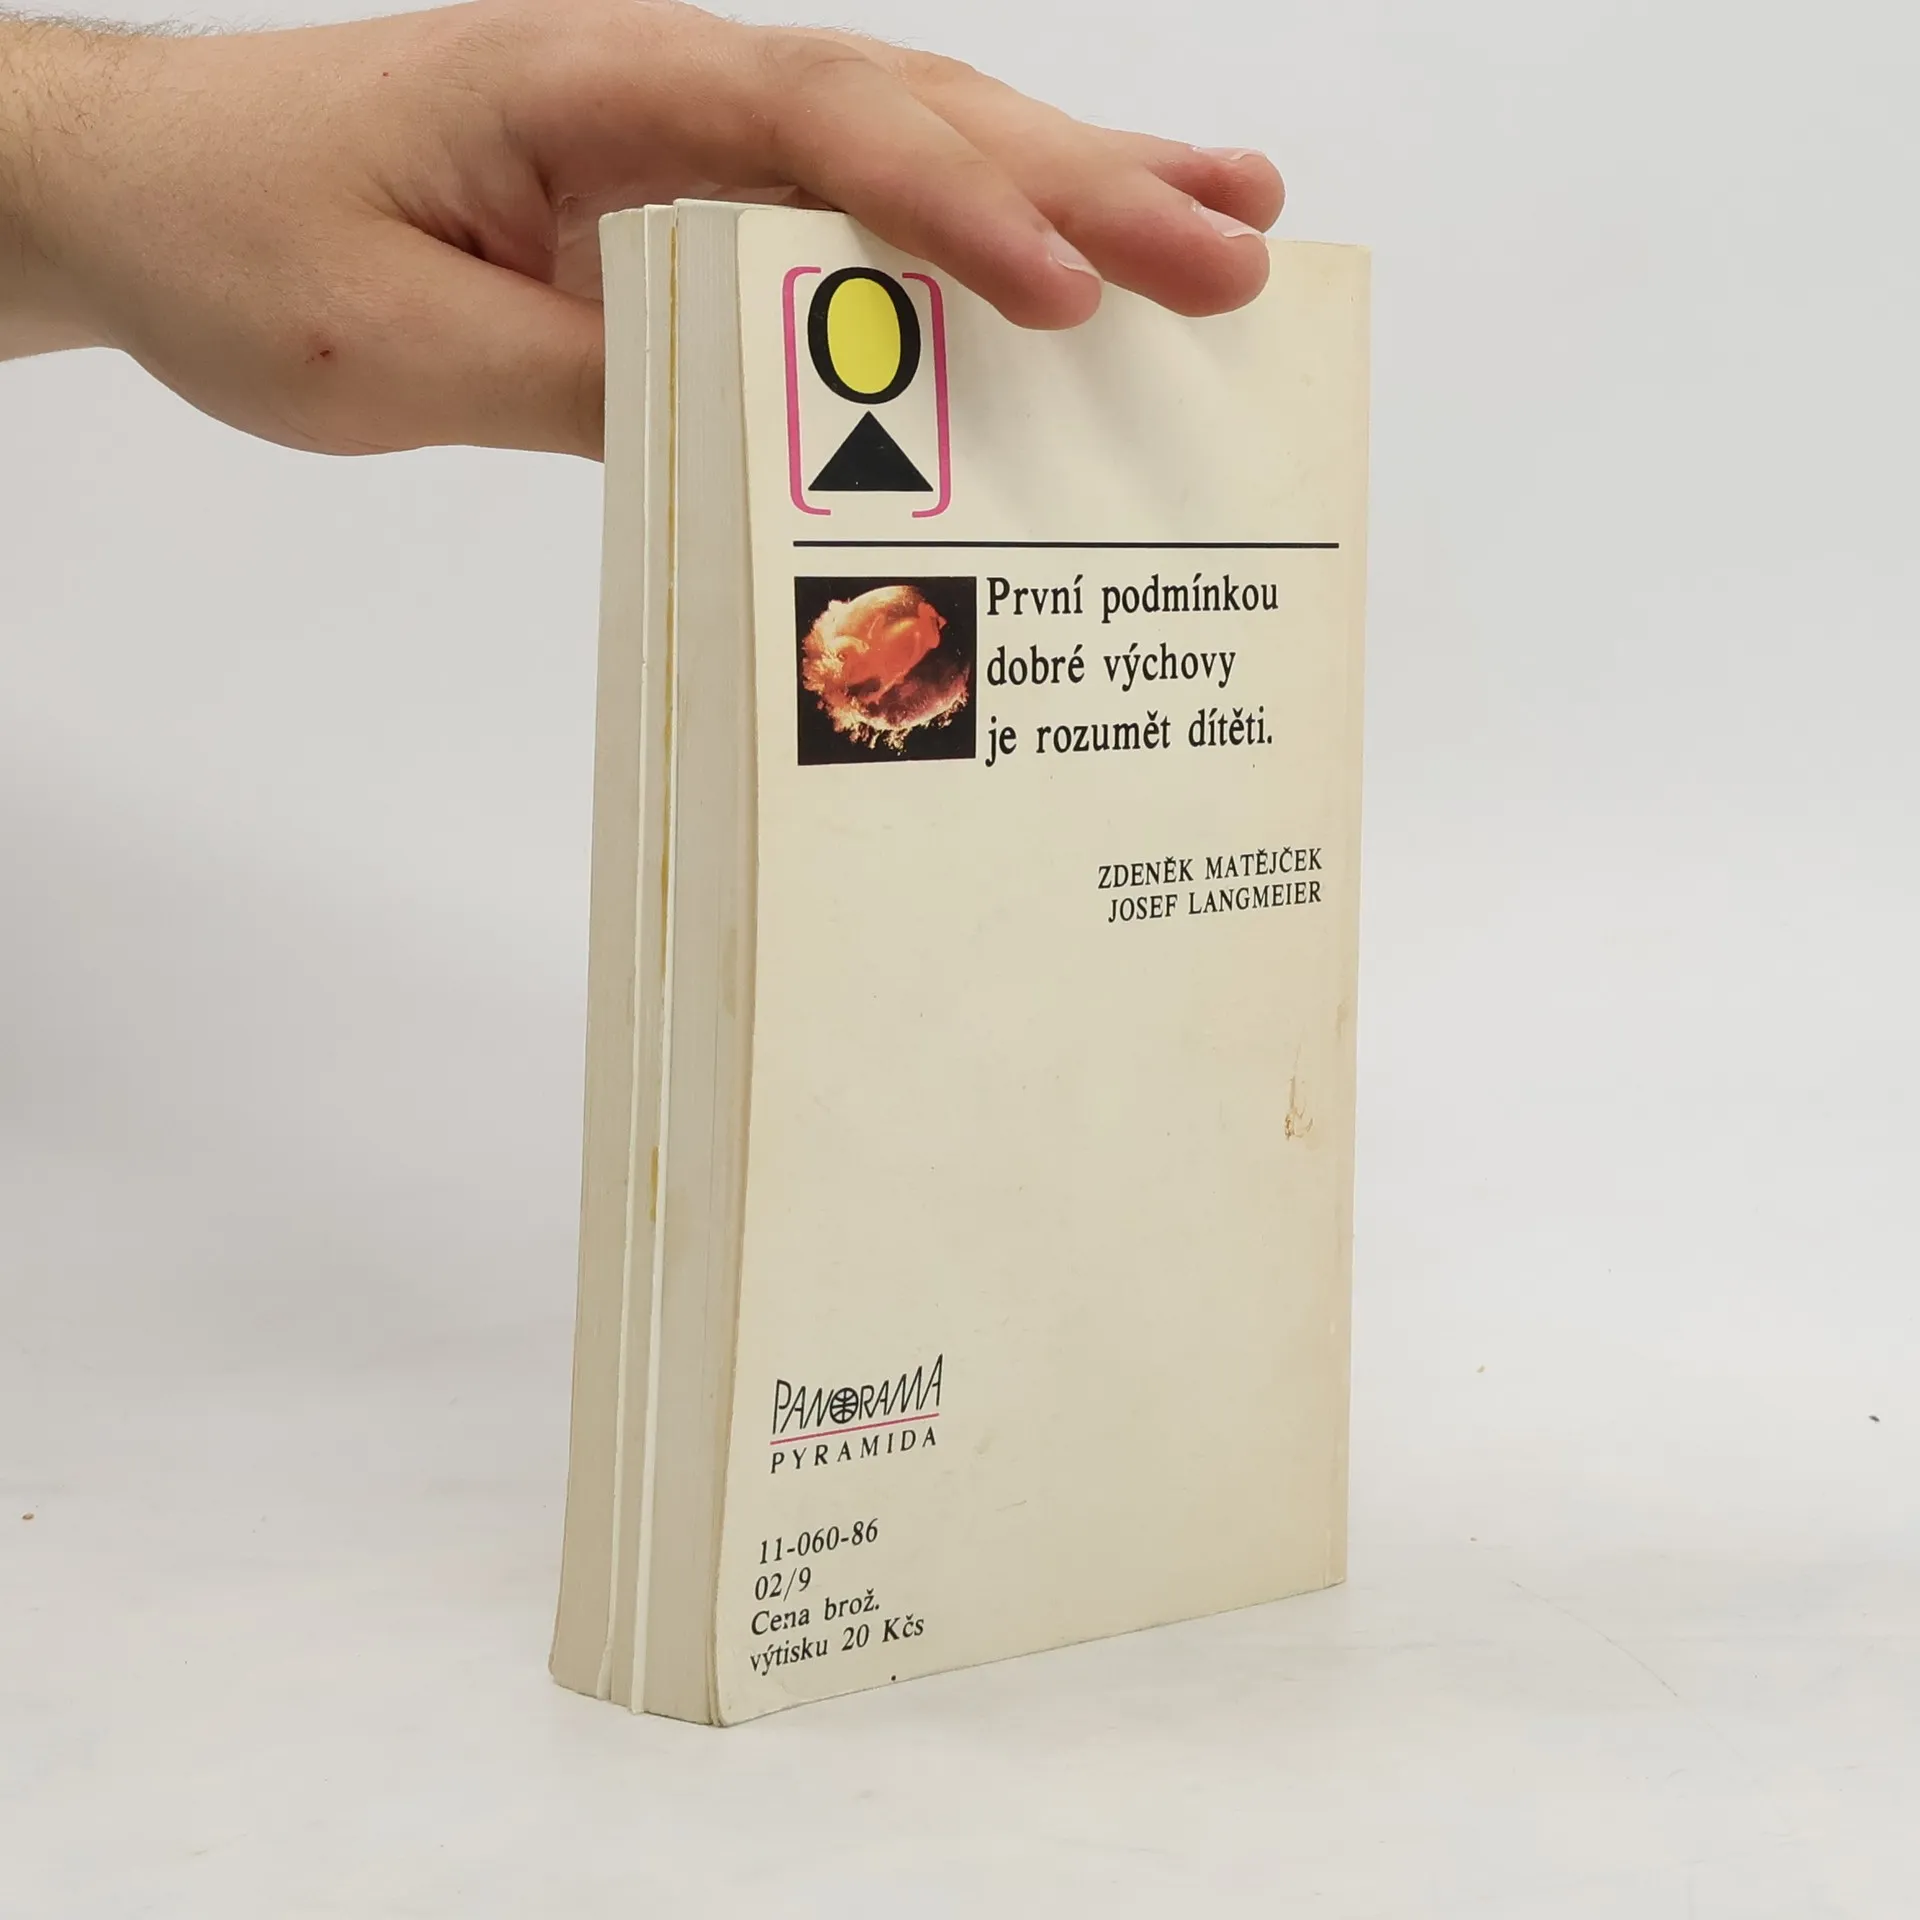 První podmínkou
dobré výchovy
je rozumět dítěti.
ZDENĚK MATĚJČEK
JOSEF LANGMEIER
PANORAMA
PYRAMIDA
11-060-86
02/9
Cena brož.
výtisku 20 Kčs